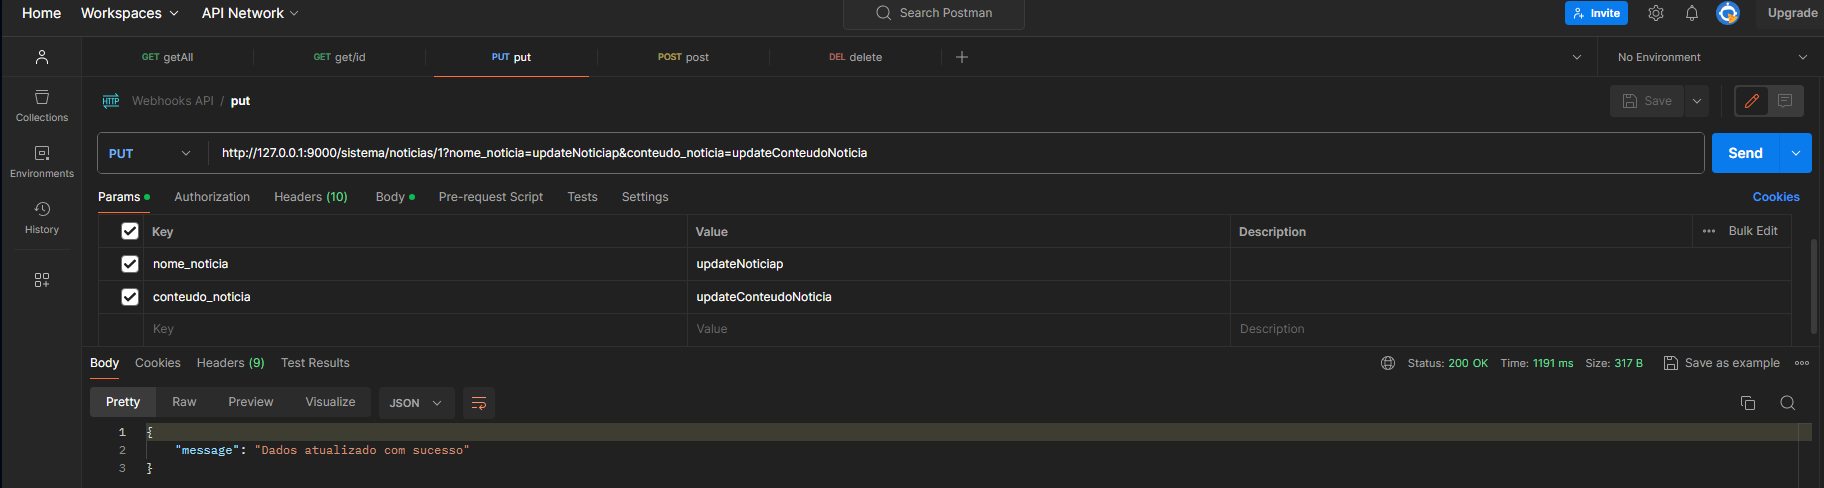 Home Workspaces API Network Search Postman Invite Upgrade
GET getAll GET get/id PUT put POST post DEL delete + No Environment
HTTP Webhooks API / put Save
Collections
PUT http://127.0.0.1:9000/sistema/noticias/1?nome_noticia=updateNoticiap&conteudo_noticia=updateConteudoNoticia Send
Environments
Params Authorization Headers (10) Body Pre-request Script Tests Settings Cookies
History
Key Value Description ••• Bulk Edit
nome_noticia updateNoticiap
conteudo_noticia updateConteudoNoticia
Key Value Description
Body Cookies Headers (9) Test Results Status: 200 OK Time: 1191 ms Size: 317 B Save as example
Pretty Raw Preview Visualize JSON
1 {
2 "message": "Dados atualizado com sucesso"
3 }